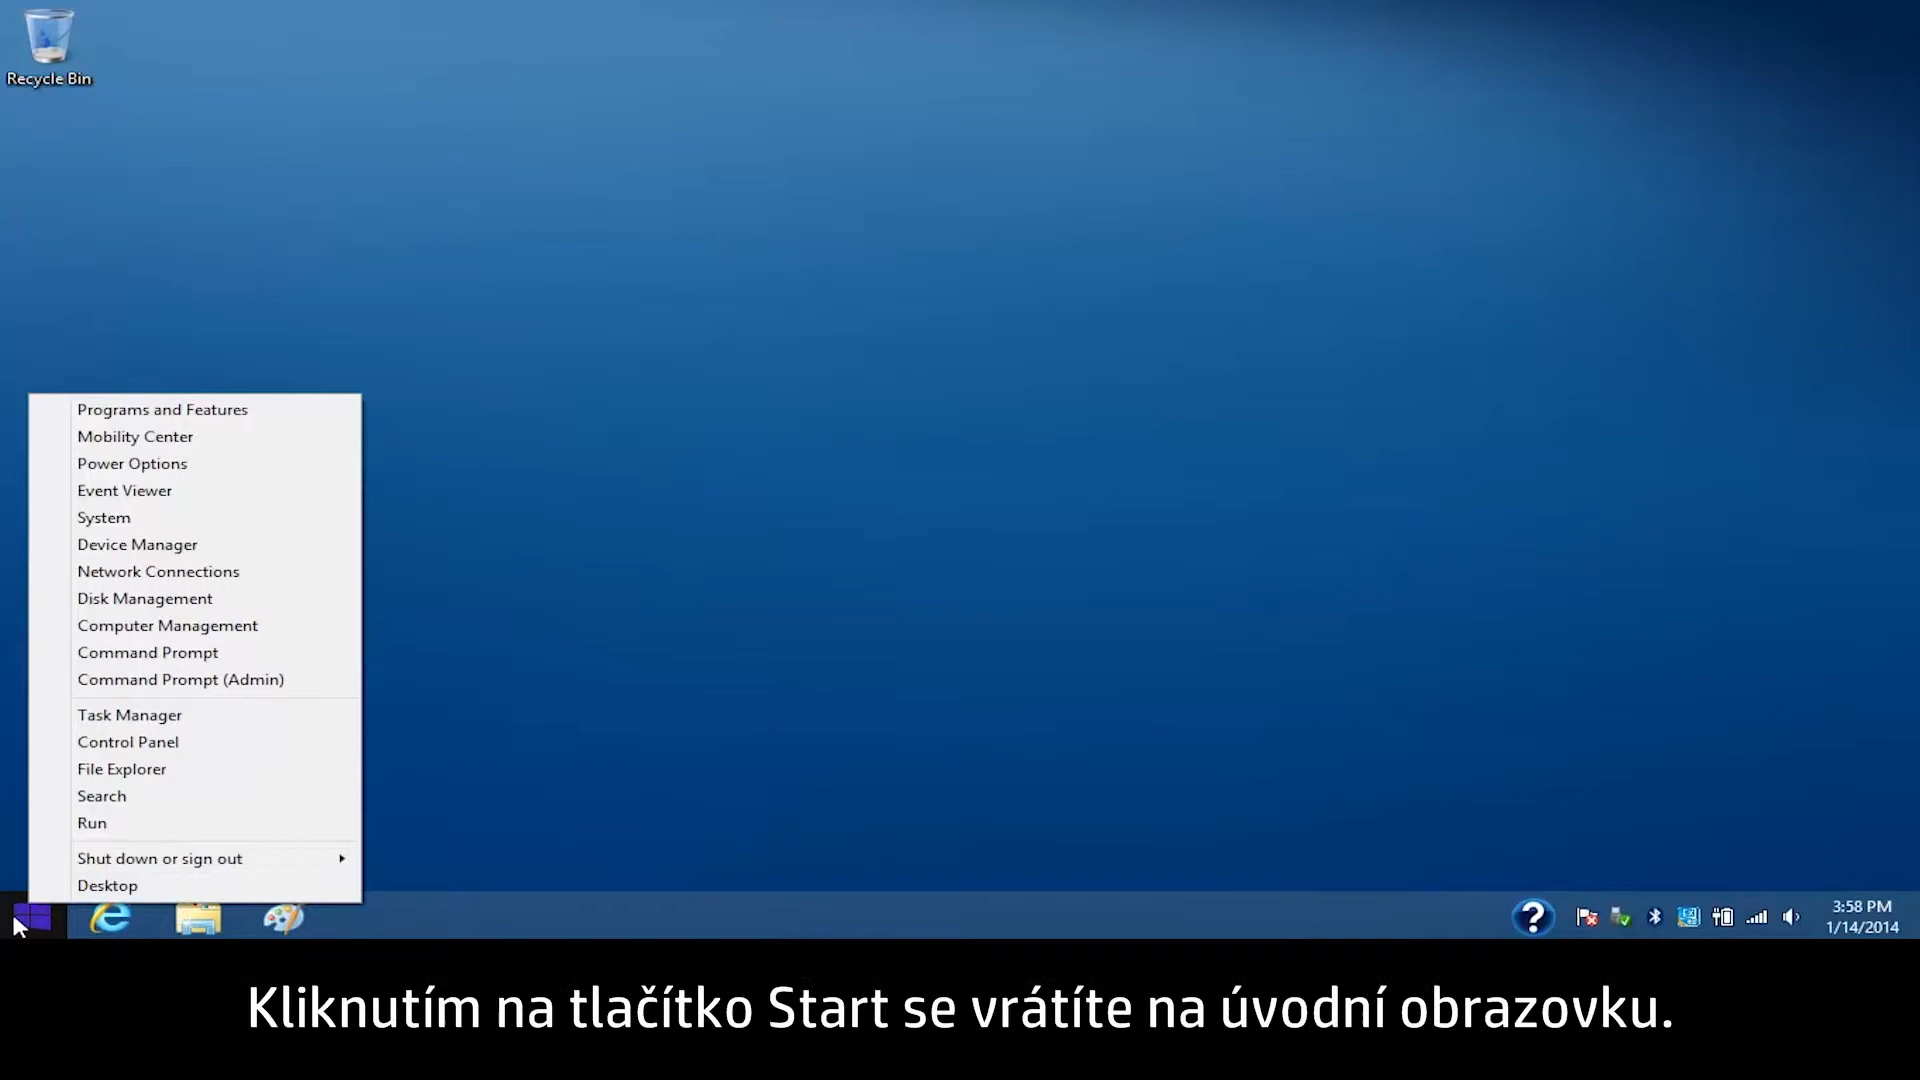 Recycle Bin
Programs and Features
Mobility Center
Power Options
Event Viewer
System
Device Manager
Network Connections
Disk Management
Computer Management
Command Prompt
Command Prompt (Admin)
Task Manager
Control Panel
File Explorer
Search
Run
Shut down or sign out
Desktop
3:58 PM
1/14/2014
Kliknutím na tlačítko Start se vrátíte na úvodní obrazovku.